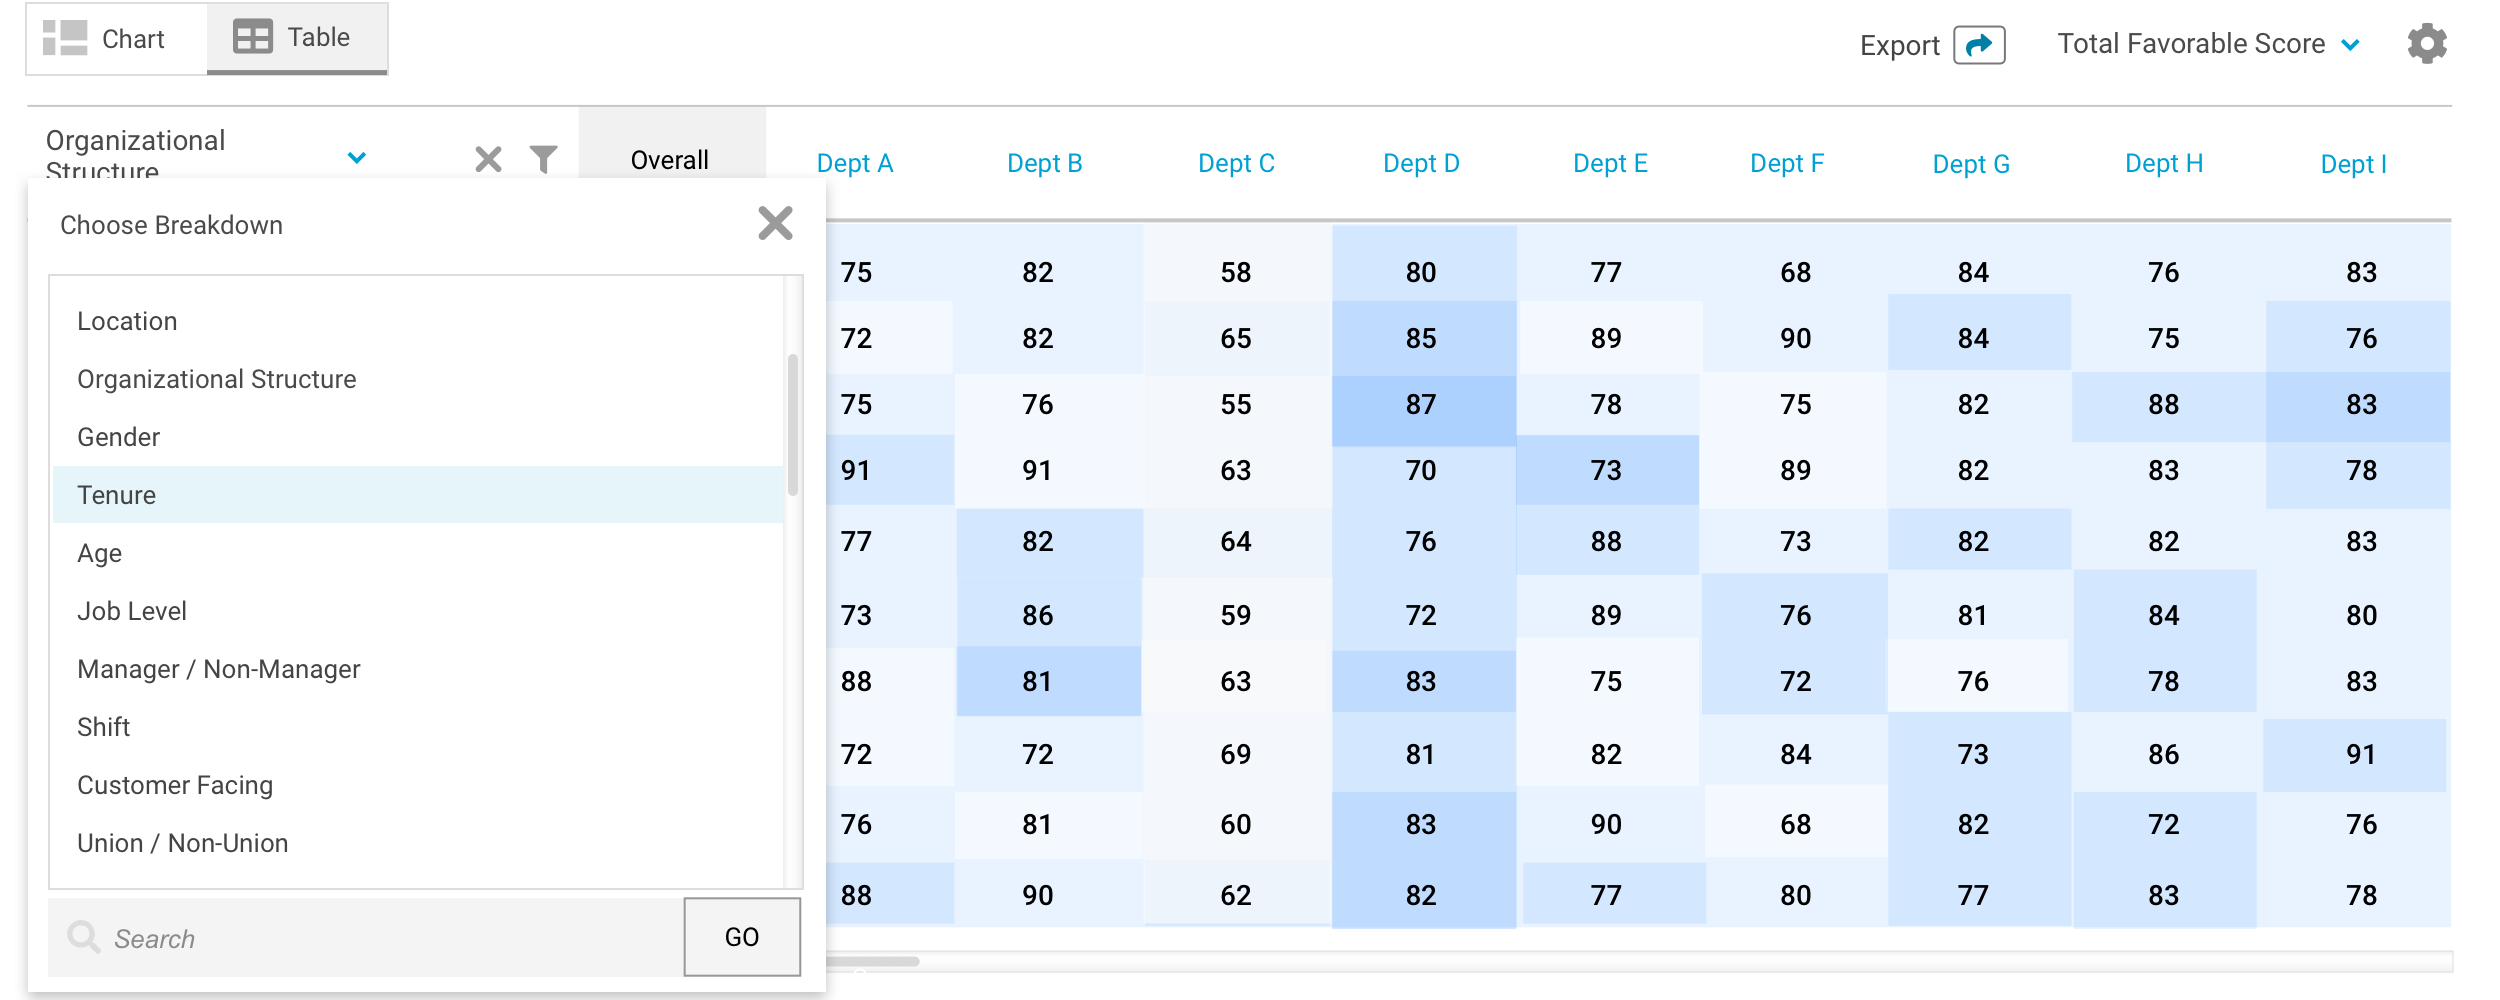 Chart Table Export Total Favorable Score
Organizational
Structure
Overall Dept A Dept B Dept C Dept D Dept E Dept F Dept G Dept H Dept I
Choose Breakdown
Location
Organizational Structure
Gender
Tenure
Age
Job Level
Manager / Non-Manager
Shift
Customer Facing
Union / Non-Union
Search GO
75 82 58 80 77 68 84 76 83
72 82 65 85 89 90 84 75 76
75 76 55 87 78 75 82 88 83
91 91 63 70 73 89 82 83 78
77 82 64 76 88 73 82 82 83
73 86 59 72 89 76 81 84 80
88 81 63 83 75 72 76 78 83
72 72 69 81 82 84 73 86 91
76 81 60 83 90 68 82 72 76
88 90 62 82 77 80 77 83 78